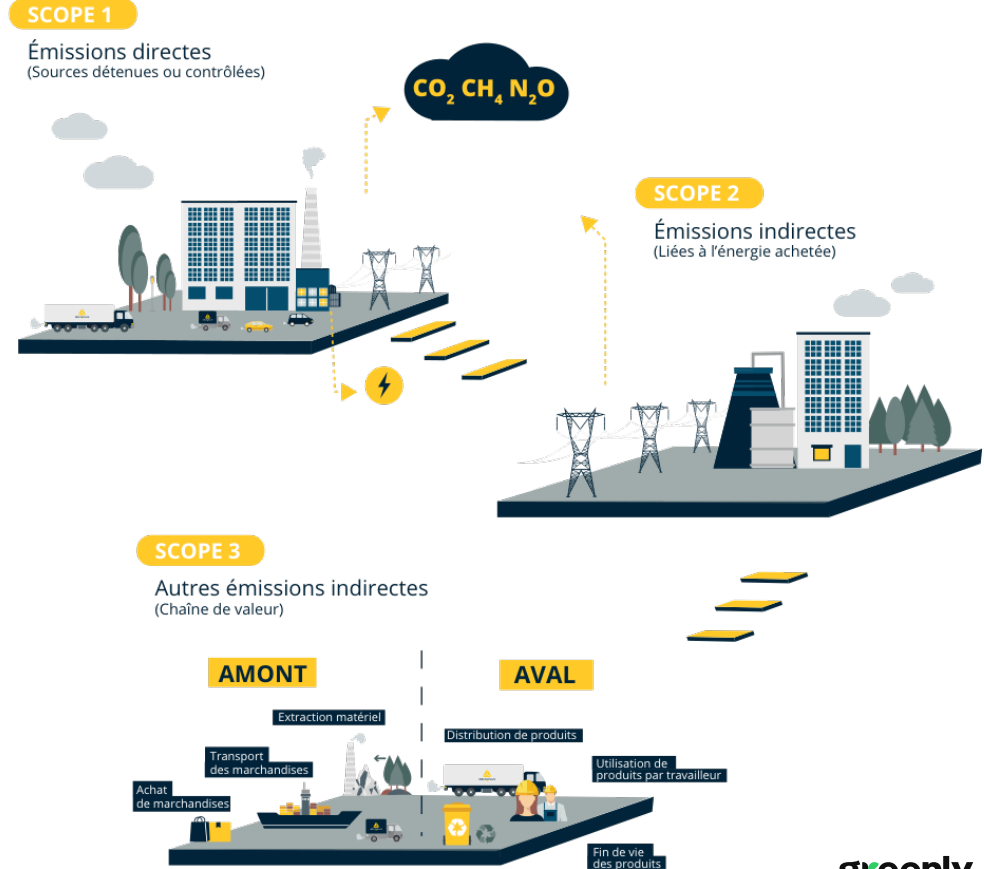 SCOPE 1
Émissions directes
(Sources détenues ou contrôlées)
CO₂ CH₄ N₂O
SCOPE 2
Émissions indirectes
(Liées à l’énergie achetée)
SCOPE 3
Autres émissions indirectes
(Chaîne de valeur)
AMONT
AVAL
Extraction matériel
Distribution de produits
Transport
des marchandises
Utilisation de
produits par travailleur
Achat
de marchandises
Fin de vie
des produits
greenly